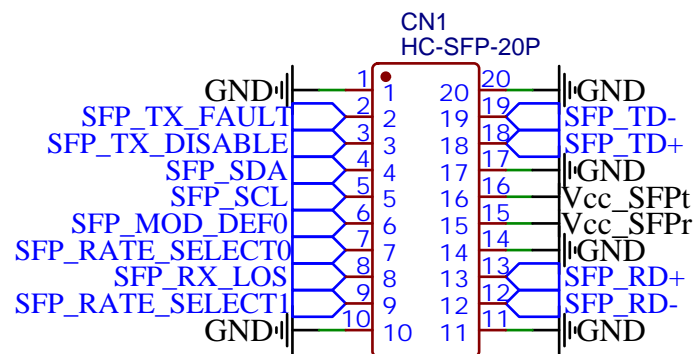 CN1
HC-SFP-20P
GND 1 1 20 20 GND
SFP_TX_FAULT 2 2 19 19 SFP_TD-
SFP_TX_DISABLE 3 3 18 18 SFP_TD+
SFP_SDA 4 4 17 17 GND
SFP_SCL 5 5 16 16 Vcc_SFPt
SFP_MOD_DEF0 6 6 15 15 Vcc_SFPr
SFP_RATE_SELECT0 7 7 14 14 GND
SFP_RX_LOS 8 8 13 13 SFP_RD+
SFP_RATE_SELECT1 9 9 12 12 SFP_RD-
GND 10 10 11 11 GND